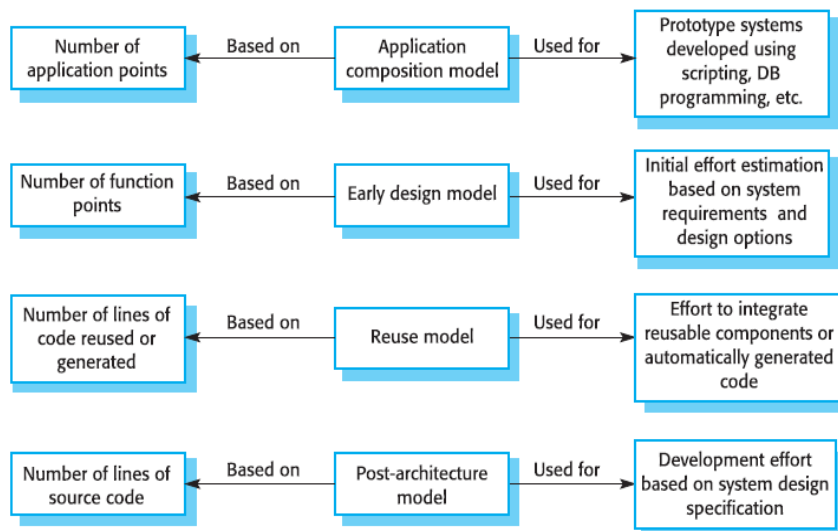 Number of
application points
Based on
Application
composition model
Used for
Prototype systems
developed using
scripting, DB
programming, etc.
Number of function
points
Based on
Early design model
Used for
Initial effort estimation
based on system
requirements and
design options
Number of lines of
code reused or
generated
Based on
Reuse model
Used for
Effort to integrate
reusable components or
automatically generated
code
Number of lines of
source code
Based on
Post-architecture
model
Used for
Development effort
based on system design
specification